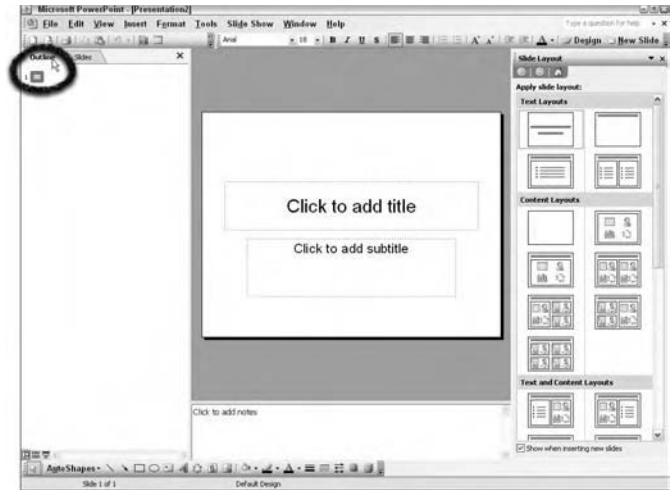 Microsoft PowerPoint - [Presentation2]
File Edit View Insert Format Tools Slide Show Window Help
Type a question for help
Arial 18 B I U S A A A Design New Slide
Outline Slides
Slide Layout
1
Apply slide layout:
Text Layouts
Click to add title
Content Layouts
Click to add subtitle
Text and Content Layouts
Click to add notes
Show when inserting new slides
AutoShapes A
Slide 1 of 1 Default Design